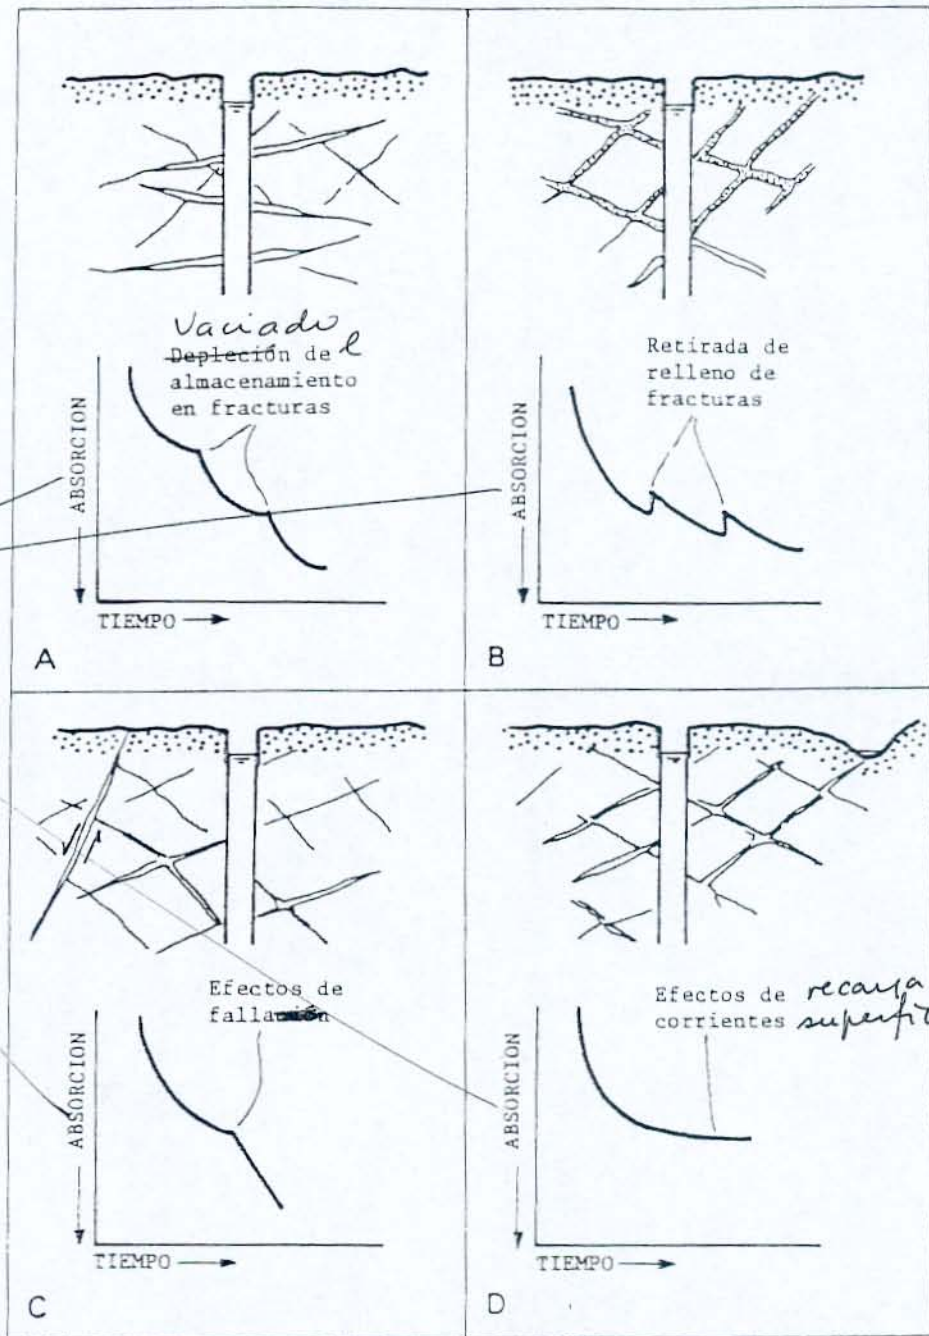 Vaciado
Depleción de l
almacenamiento
en fracturas
ABSORCION
TIEMPO
A
Retirada de
relleno de
fracturas
ABSORCION
TIEMPO
B
Efectos de
fallación
ABSORCION
TIEMPO
C
Efectos de recarga
corrientes superfic
ABSORCION
TIEMPO
D